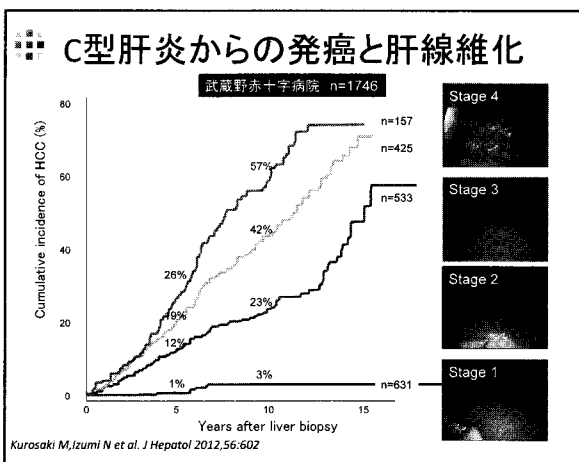 C型肝炎からの発癌と肝線維化
武蔵野赤十字病院 n=1746
Cumulative incidence of HCC (%)
80
60
40
20
0
0
5
10
15
Years after liver biopsy
26%
19%
12%
1%
57%
42%
23%
3%
n=157
n=425
n=533
n=631
Stage 4
Stage 3
Stage 2
Stage 1
Kurosaki M,Izumi N et al. J Hepatol 2012,56:602